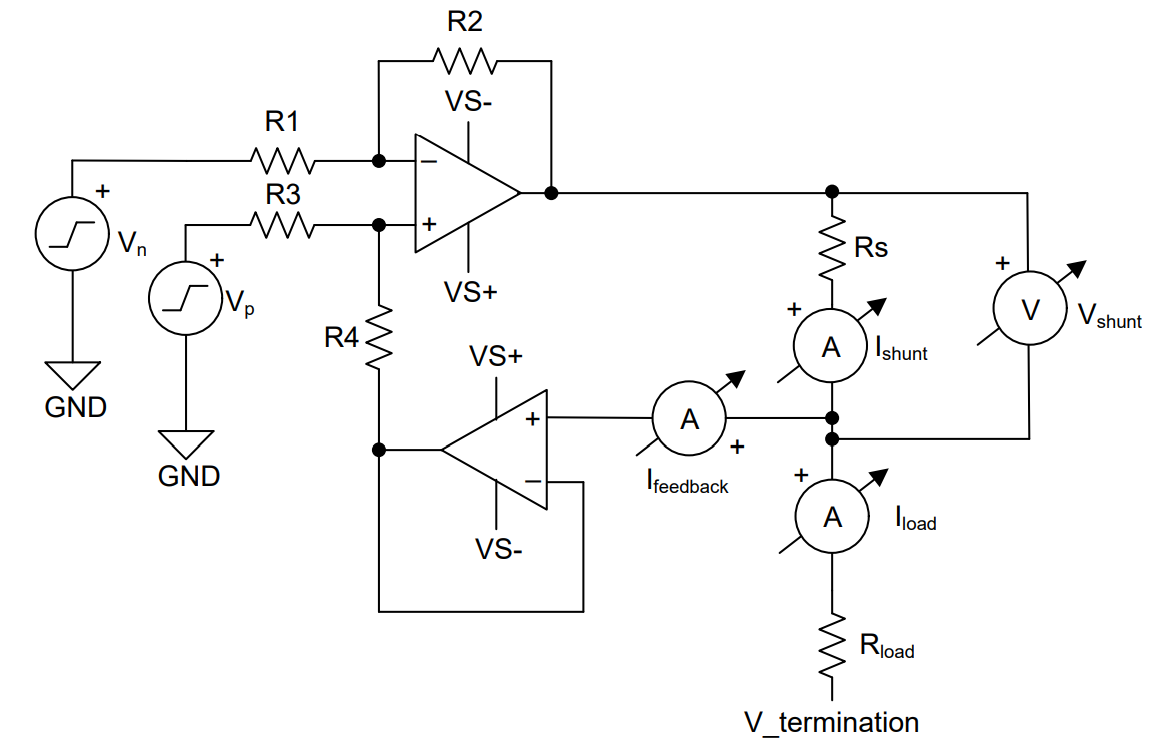 R2
VS-
R1
−
R3
+
+
VS+
Vn
+
Vp
R4
GND
GND
VS+
+
−
VS-
A
+
Ifeedback
Rs
+
A
Ishunt
+
V
Vshunt
+
A
Iload
Rload
V_termination